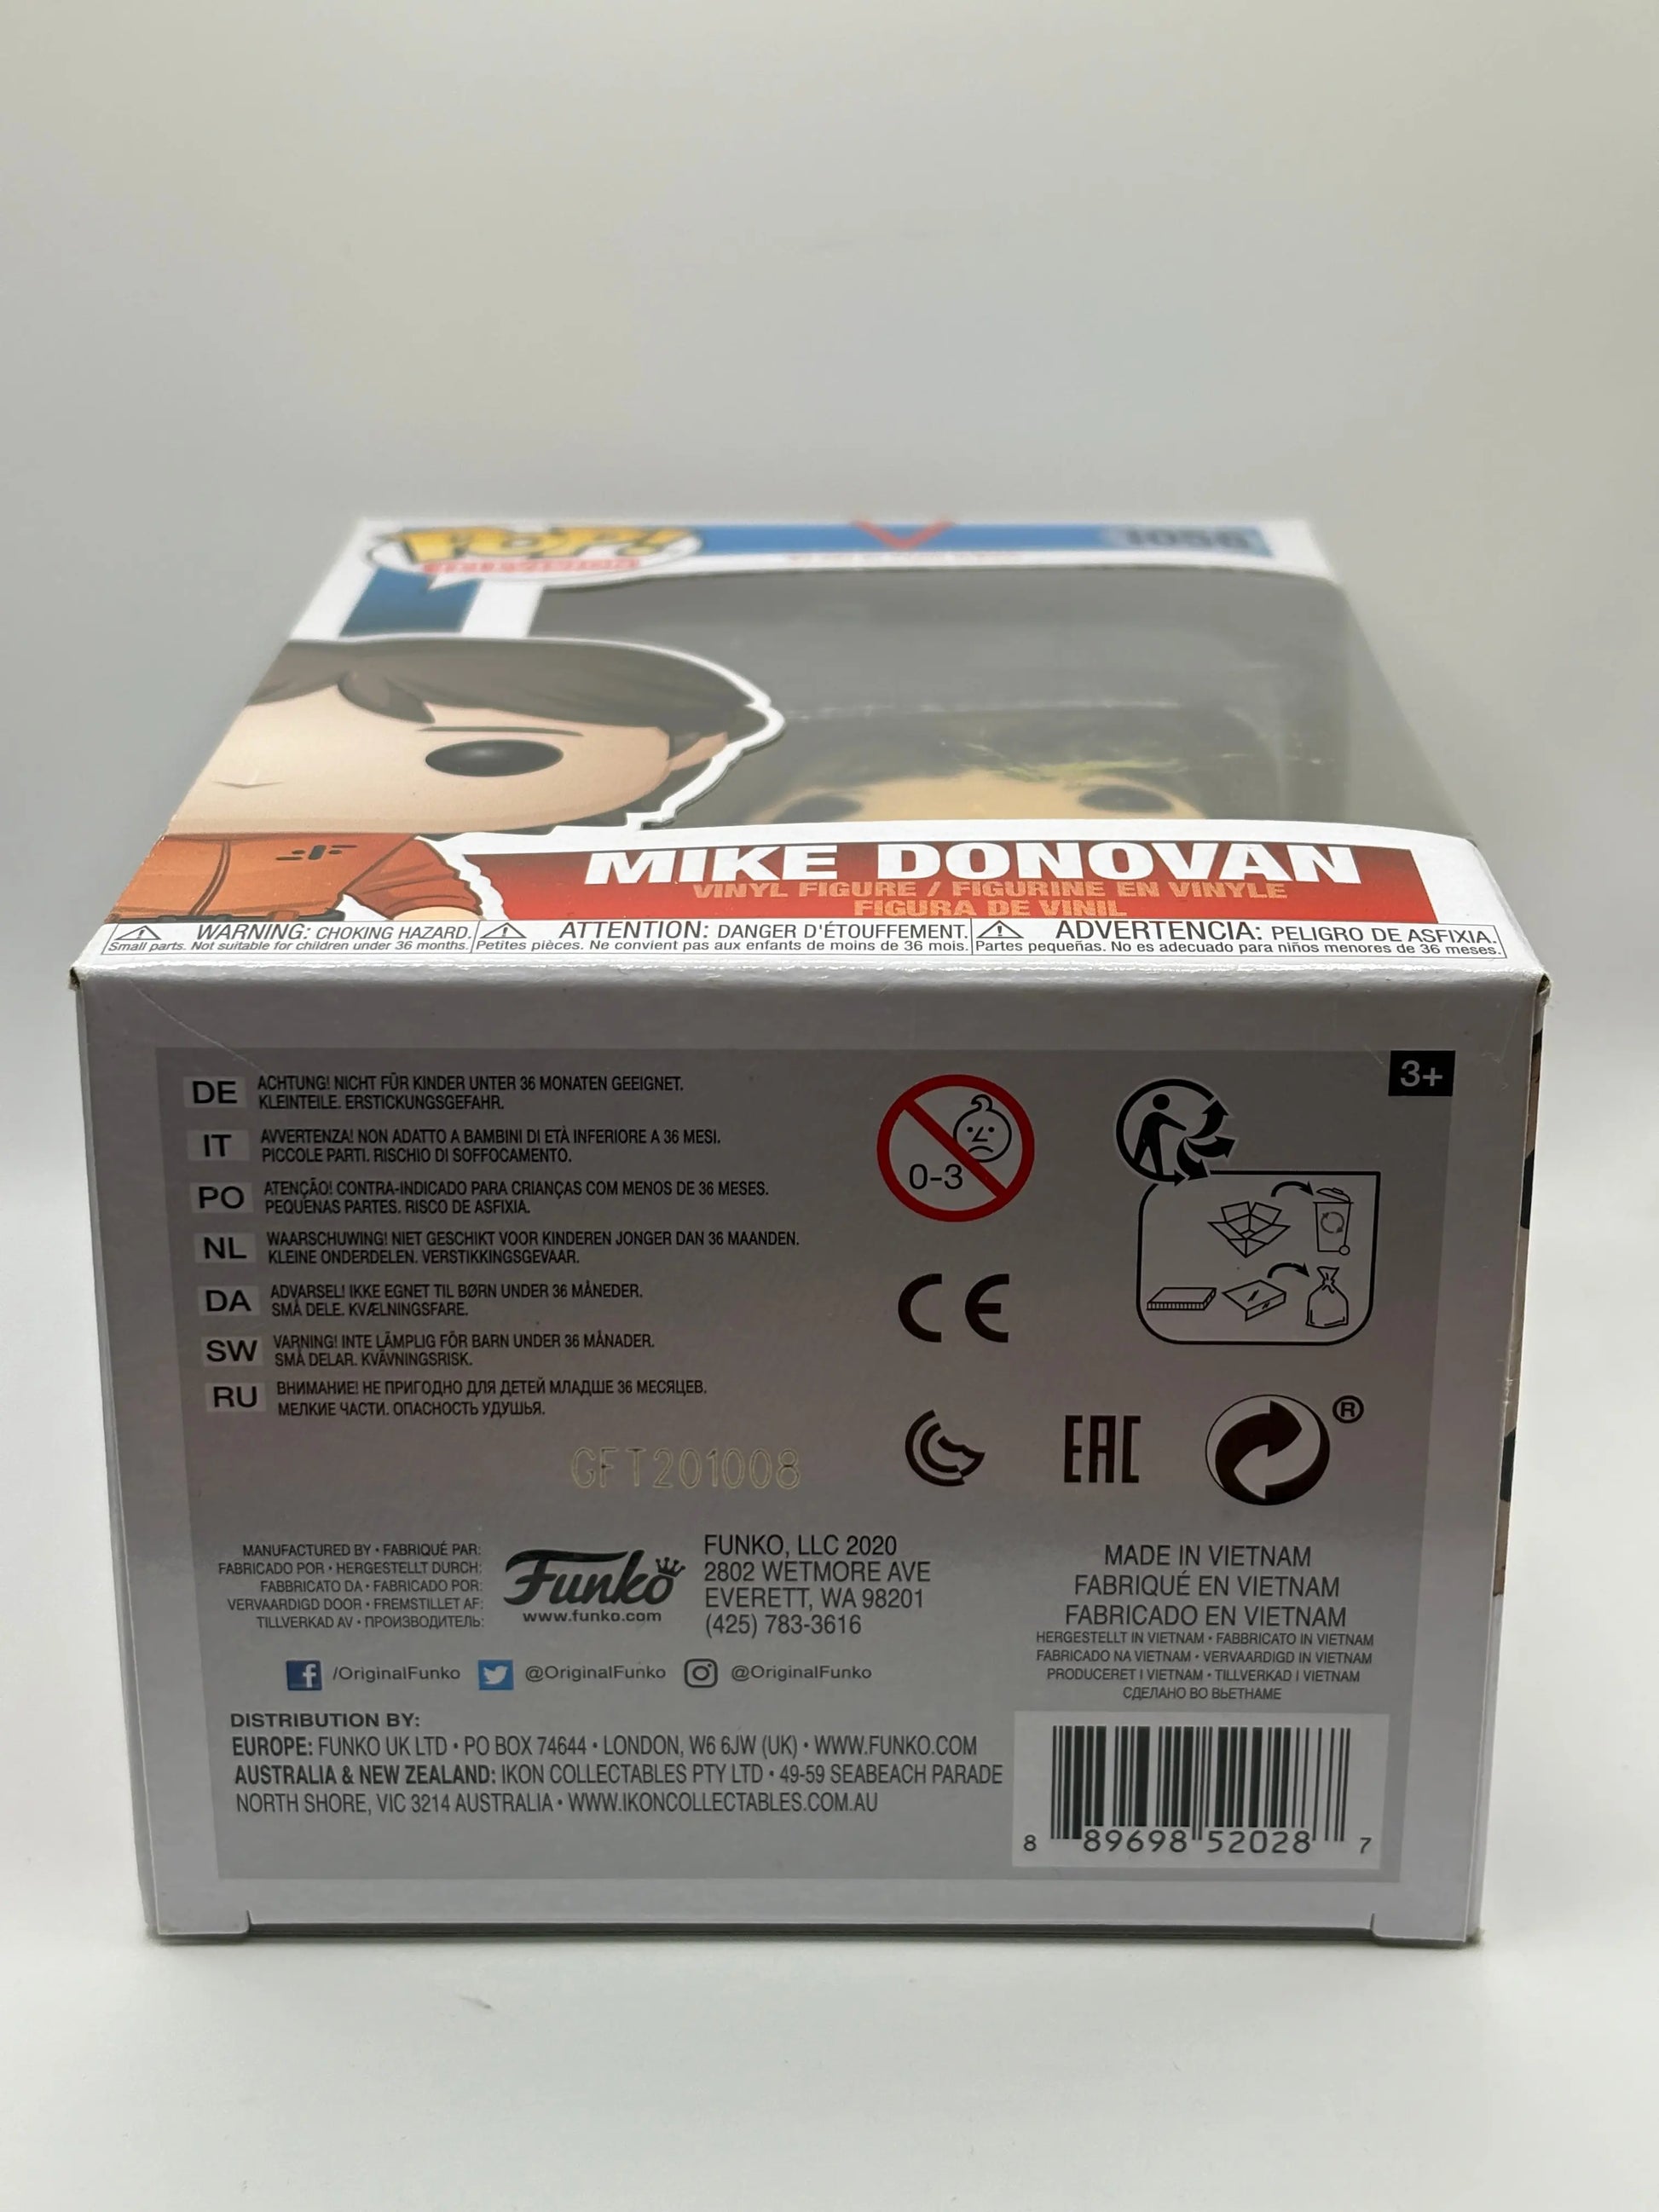 POP!
TELEVISION
V
1056
MIKE DONOVAN
VINYL FIGURE / FIGURINE EN VINYLE
FIGURA DE VINIL
WARNING: CHOKING HAZARD.
Small parts. Not suitable for children under 36 months.
ATTENTION: DANGER D'ÉTOUFFEMENT.
Petites pièces. Ne convient pas aux enfants de moins de 36 mois.
ADVERTENCIA: PELIGRO DE ASFIXIA.
Partes pequeñas. No es adecuado para niños menores de 36 meses.
3+
DE ACHTUNG! NICHT FÜR KINDER UNTER 36 MONATEN GEEIGNET.
KLEINTEILE. ERSTICKUNGSGEFAHR.
IT AVVERTENZA! NON ADATTO A BAMBINI DI ETÀ INFERIORE A 36 MESI.
PICCOLE PARTI. RISCHIO DI SOFFOCAMENTO.
PO ATENÇÃO! CONTRA-INDICADO PARA CRIANÇAS COM MENOS DE 36 MESES.
PEQUENAS PARTES. RISCO DE ASFIXIA.
NL WAARSCHUWING! NIET GESCHIKT VOOR KINDEREN JONGER DAN 36 MAANDEN.
KLEINE ONDERDELEN. VERSTIKKINGSGEVAAR.
DA ADVARSEL! IKKE EGNET TIL BØRN UNDER 36 MÅNEDER.
SMÅ DELE. KVÆLNINGSFARE.
SW VARNING! INTE LÄMPLIG FÖR BARN UNDER 36 MÅNADER.
SMÅ DELAR. KVÄVNINGSRISK.
RU ВНИМАНИЕ! НЕ ПРИГОДНО ДЛЯ ДЕТЕЙ МЛАДШЕ 36 МЕСЯЦЕВ.
МЕЛКИЕ ЧАСТИ. ОПАСНОСТЬ УДУШЬЯ.
0-3
CE
EAC
®
GFT201008
MANUFACTURED BY • FABRIQUÉ PAR:
FABRICADO POR • HERGESTELLT DURCH:
FABBRICATO DA • FABRICADO POR:
VERVAARDIGD DOOR • FREMSTILLET AF:
TILLVERKAD AV • ПРОИЗВОДИТЕЛЬ:
Funko
www.funko.com
FUNKO, LLC 2020
2802 WETMORE AVE
EVERETT, WA 98201
(425) 783-3616
MADE IN VIETNAM
FABRIQUÉ EN VIETNAM
FABRICADO EN VIETNAM
HERGESTELLT IN VIETNAM • FABBRICATO IN VIETNAM
FABRICADO NA VIETNAM • VERVAARDIGD IN VIETNAM
PRODUCERET I VIETNAM • TILLVERKAD I VIETNAM
СДЕЛАНО ВО ВЬЕТНАМЕ
/OriginalFunko @OriginalFunko @OriginalFunko
DISTRIBUTION BY:
EUROPE: FUNKO UK LTD • PO BOX 74644 • LONDON, W6 6JW (UK) • WWW.FUNKO.COM
AUSTRALIA & NEW ZEALAND: IKON COLLECTABLES PTY LTD • 49-59 SEABEACH PARADE
NORTH SHORE, VIC 3214 AUSTRALIA • WWW.IKONCOLLECTABLES.COM.AU
8 89698 52028 7